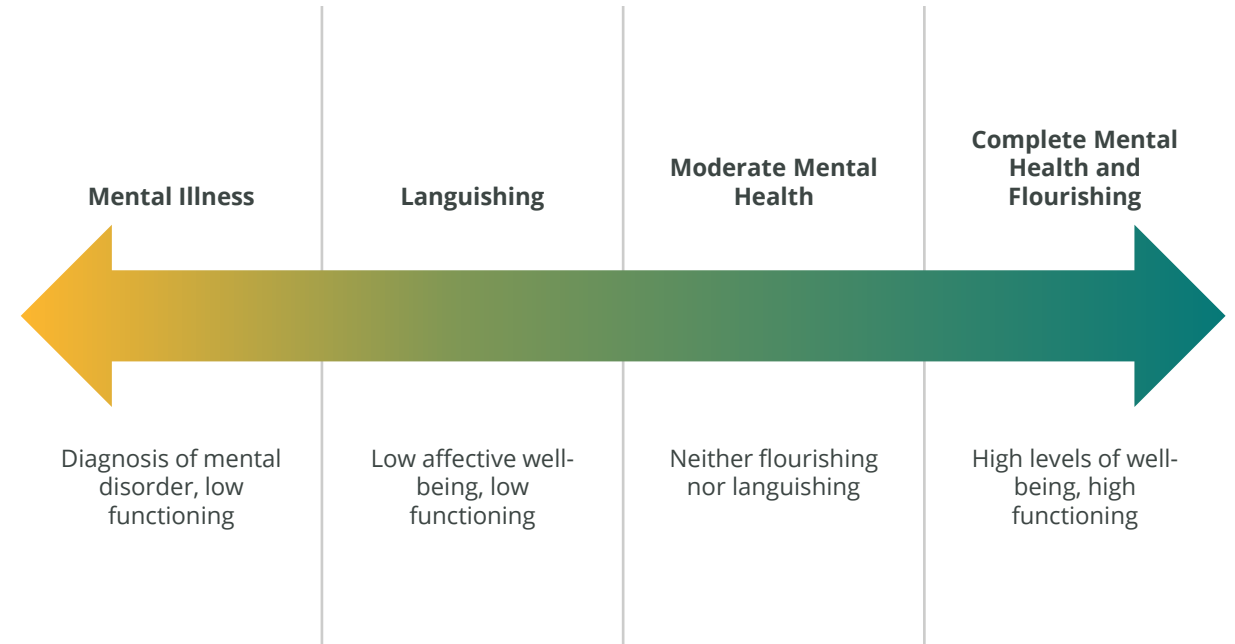 Mental Illness
Languishing
Moderate Mental
Health
Complete Mental
Health and
Flourishing
Diagnosis of mental
disorder, low
functioning
Low affective well-
being, low
functioning
Neither flourishing
nor languishing
High levels of well-
being, high
functioning